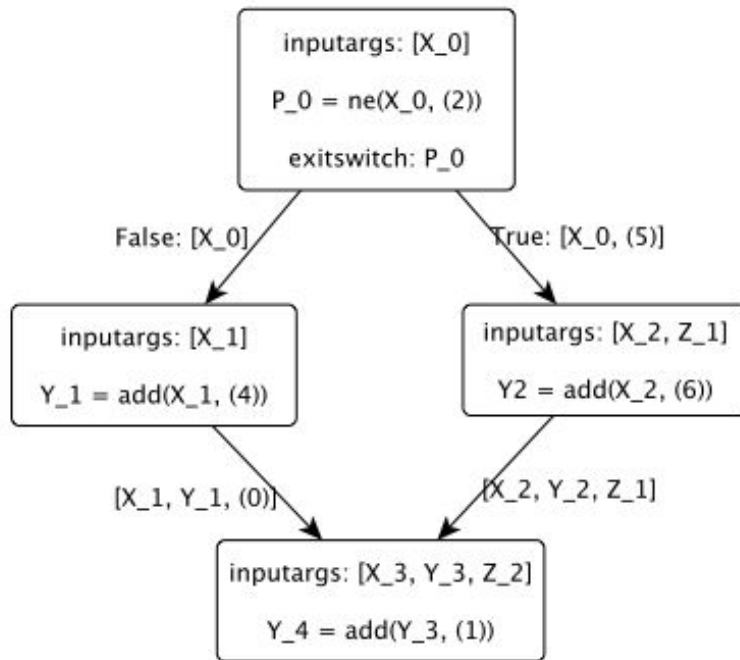 inputargs: [X_0]
P_0 = ne(X_0, (2))
exitswitch: P_0
False: [X_0]
True: [X_0, (5)]
inputargs: [X_1]
Y_1 = add(X_1, (4))
inputargs: [X_2, Z_1]
Y2 = add(X_2, (6))
[X_1, Y_1, (0)]
[X_2, Y_2, Z_1]
inputargs: [X_3, Y_3, Z_2]
Y_4 = add(Y_3, (1))